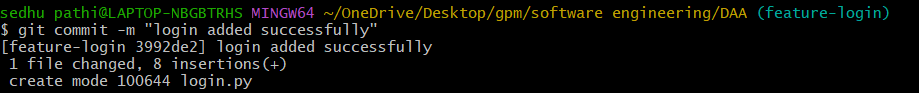 sedhu pathi@LAPTOP-NBGBTRHS MINGW64 ~/OneDrive/Desktop/gpm/software engineering/DAA (feature-login)
$ git commit -m "login added successfully"
[feature-login 3992de2] login added successfully
 1 file changed, 8 insertions(+)
 create mode 100644 login.py